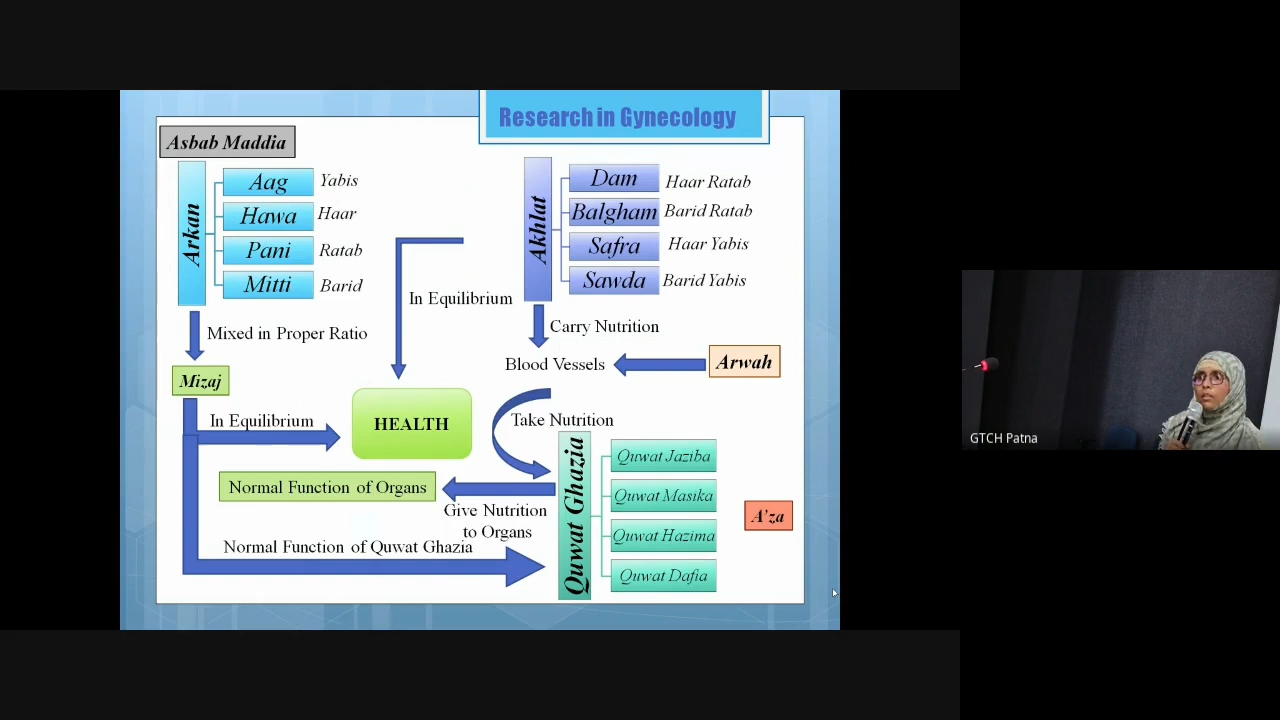 Research in Gynecology
Asbab Maddia
Arkan
Aag Yabis
Hawa Haar
Pani Ratab
Mitti Barid
Akhlat
Dam Haar Ratab
Balgham Barid Ratab
Safra Haar Yabis
Sawda Barid Yabis
In Equilibrium
Mixed in Proper Ratio
Carry Nutrition
Blood Vessels
Arwah
Mizaj
In Equilibrium
HEALTH
Take Nutrition
Quwat Ghazia
Quwat Jaziba
Quwat Masika
Quwat Hazima
Quwat Dafia
A'za
Normal Function of Organs
Give Nutrition
to Organs
Normal Function of Quwat Ghazia
GTCH Patna